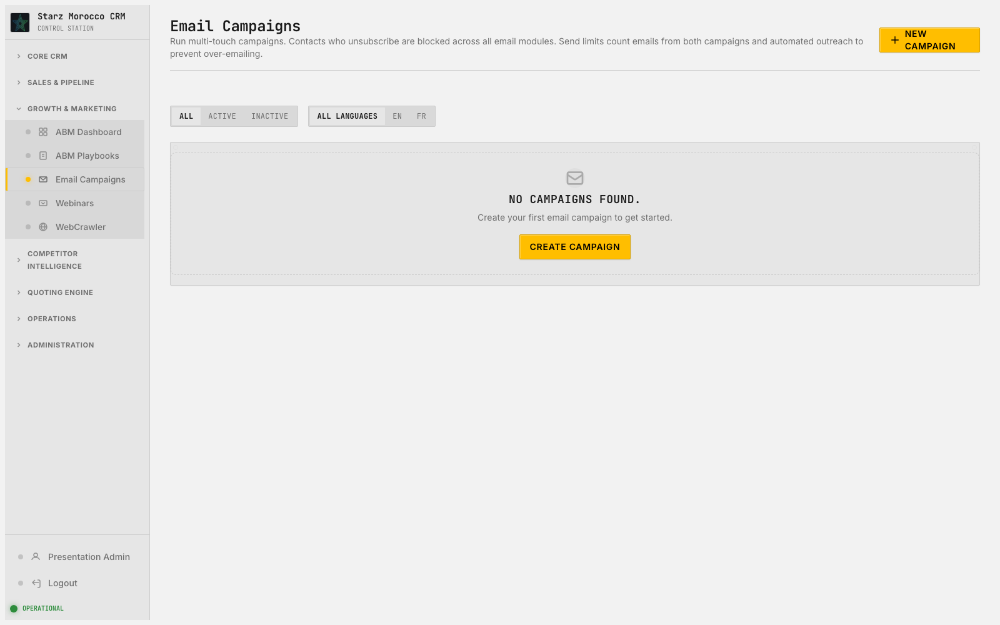 Starz Morocco CRM
CONTROL STATION
CORE CRM
SALES & PIPELINE
GROWTH & MARKETING
ABM Dashboard
ABM Playbooks
Email Campaigns
Webinars
WebCrawler
COMPETITOR
INTELLIGENCE
QUOTING ENGINE
OPERATIONS
ADMINISTRATION
Presentation Admin
Logout
OPERATIONAL
Email Campaigns
Run multi-touch campaigns. Contacts who unsubscribe are blocked across all email modules. Send limits count emails from both campaigns and automated outreach to
prevent over-emailing.
NEW
CAMPAIGN
ALL ACTIVE INACTIVE ALL LANGUAGES EN FR
NO CAMPAIGNS FOUND.
Create your first email campaign to get started.
CREATE CAMPAIGN